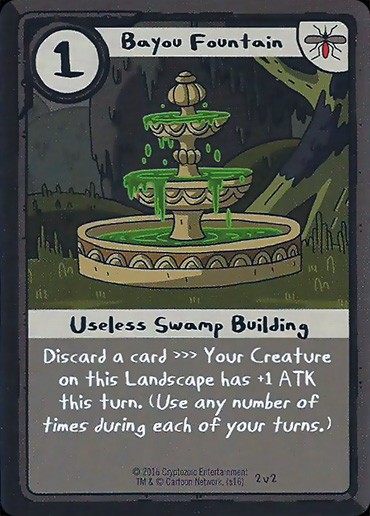 1
Bayou Fountain
Useless Swamp Building
Discard a card >>> Your Creature
on this Landscape has +1 ATK
this turn. (Use any number of
times during each of your turns.)
© 2016 Cryptozoic Entertainment
TM & © Cartoon Network. (s16)
2v2